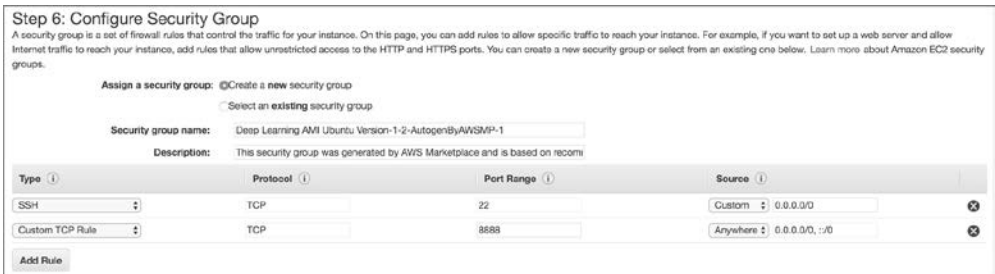 Step 6: Configure Security Group
A security group is a set of firewall rules that control the traffic for your instance. On this page, you can add rules to allow specific traffic to reach your instance. For example, if you want to set up a web server and allow
Internet traffic to reach your instance, add rules that allow unrestricted access to the HTTP and HTTPS ports. You can create a new security group or select from an existing one below. Learn more about Amazon EC2 security
groups.
Assign a security group: Create a new security group
Select an existing security group
Security group name: Deep Learning AMI Ubuntu Version-1-2-AutogenByAWSMP-1
Description: This security group was generated by AWS Marketplace and is based on recomi
Type Protocol Port Range Source
SSH TCP 22 Custom 0.0.0.0/0
Custom TCP Rule TCP 8888 Anywhere 0.0.0.0/0, ::/0
Add Rule